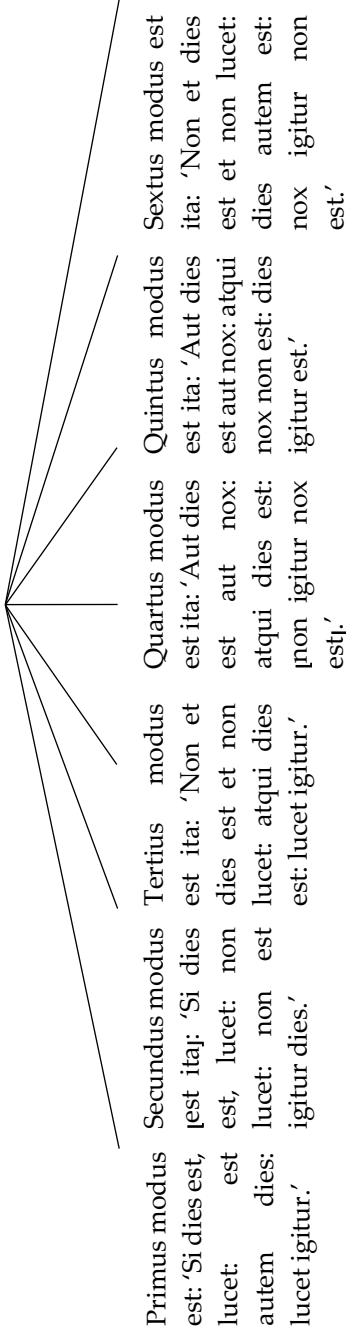 Primus modus
est: ‘Si dies est,
lucet: est
autem dies:
lucet igitur.’
Secundus modus
⌊est ita⌋: ‘Si dies
est, lucet: non
lucet: non est
igitur dies.’
Tertius modus
est ita: ‘Non et
dies est et non
lucet: atqui dies
est: lucet igitur.’
Quartus modus
est ita: ‘Aut dies
est aut nox:
atqui dies est:
⌊non igitur nox
est⌋.’
Quintus modus
est ita: ‘Aut dies
est aut nox: atqui
nox non est: dies
igitur est.’
Sextus modus est
ita: ‘Non et dies
est et non lucet:
dies autem est:
nox igitur non
est.’